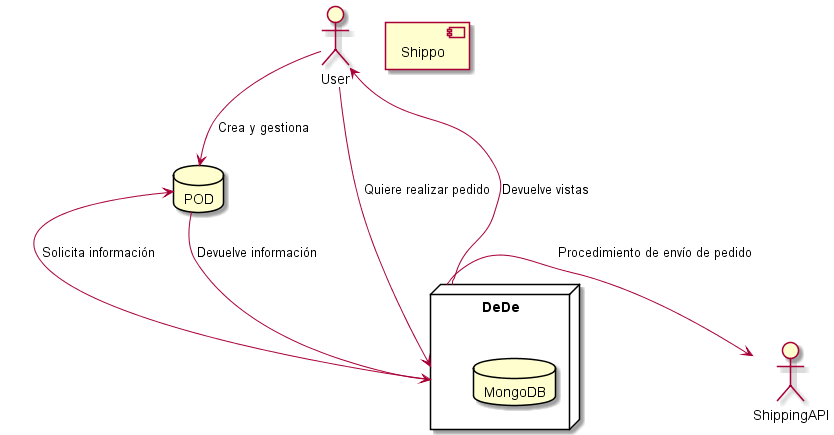 Shippo
User
Crea y gestiona
Quiere realizar pedido
Devuelve vistas
POD
Solicita información
Devuelve información
Procedimiento de envío de pedido
DeDe
MongoDB
ShippingAPI